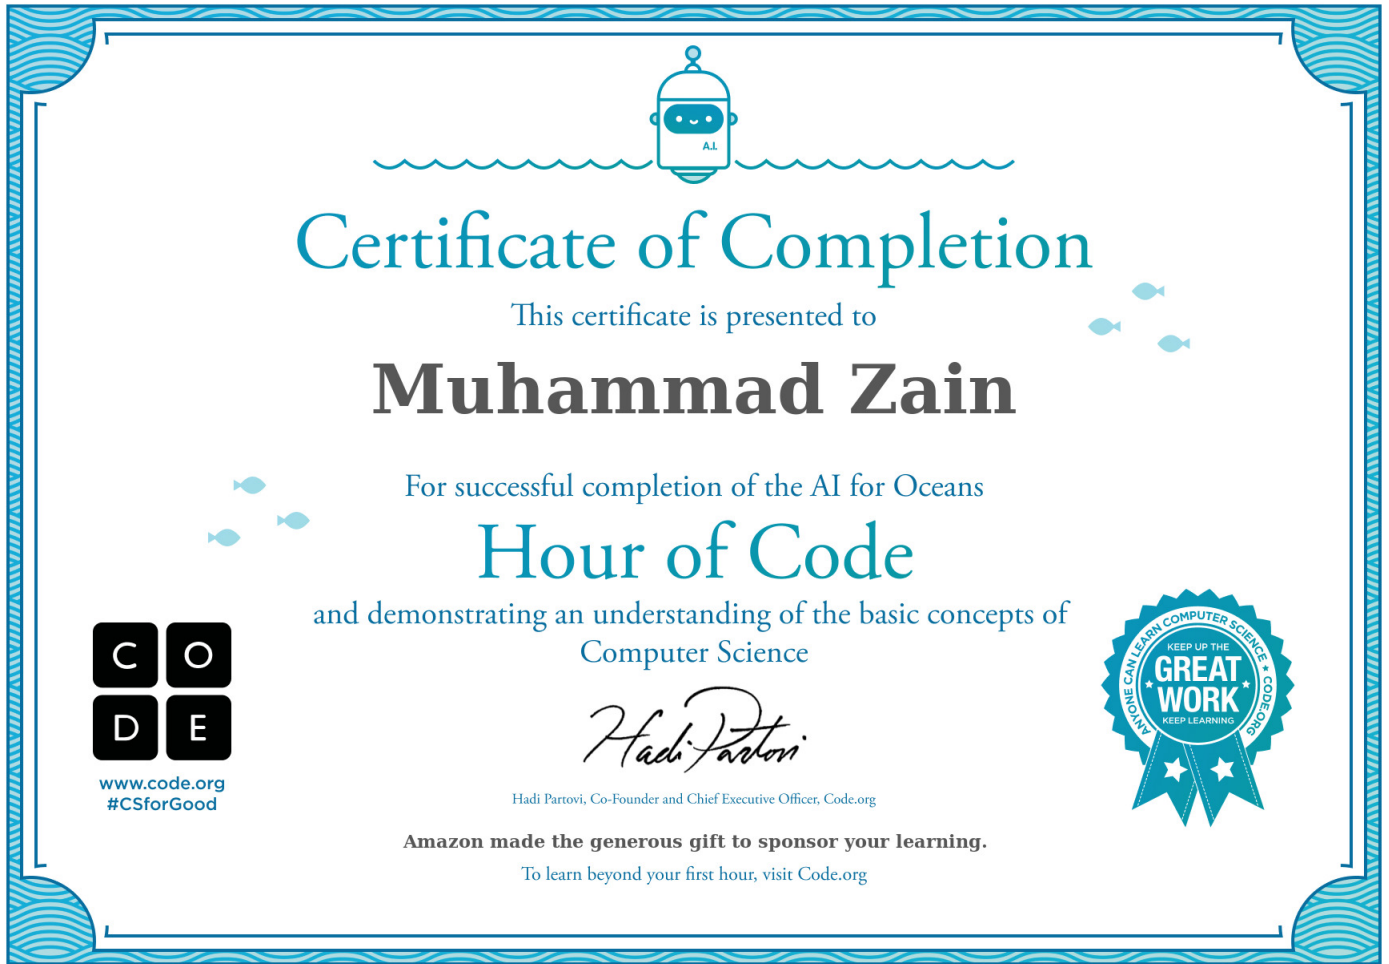 A.I.
Certificate of Completion
This certificate is presented to
Muhammad Zain
For successful completion of the AI for Oceans
Hour of Code
and demonstrating an understanding of the basic concepts of
Computer Science
C O
D E
www.code.org
#CSforGood
ANYONE CAN LEARN COMPUTER SCIENCE ★ CODE.ORG
KEEP UP THE
GREAT
WORK
KEEP LEARNING
Hadi Partovi
Hadi Partovi, Co-Founder and Chief Executive Officer, Code.org
Amazon made the generous gift to sponsor your learning.
To learn beyond your first hour, visit Code.org